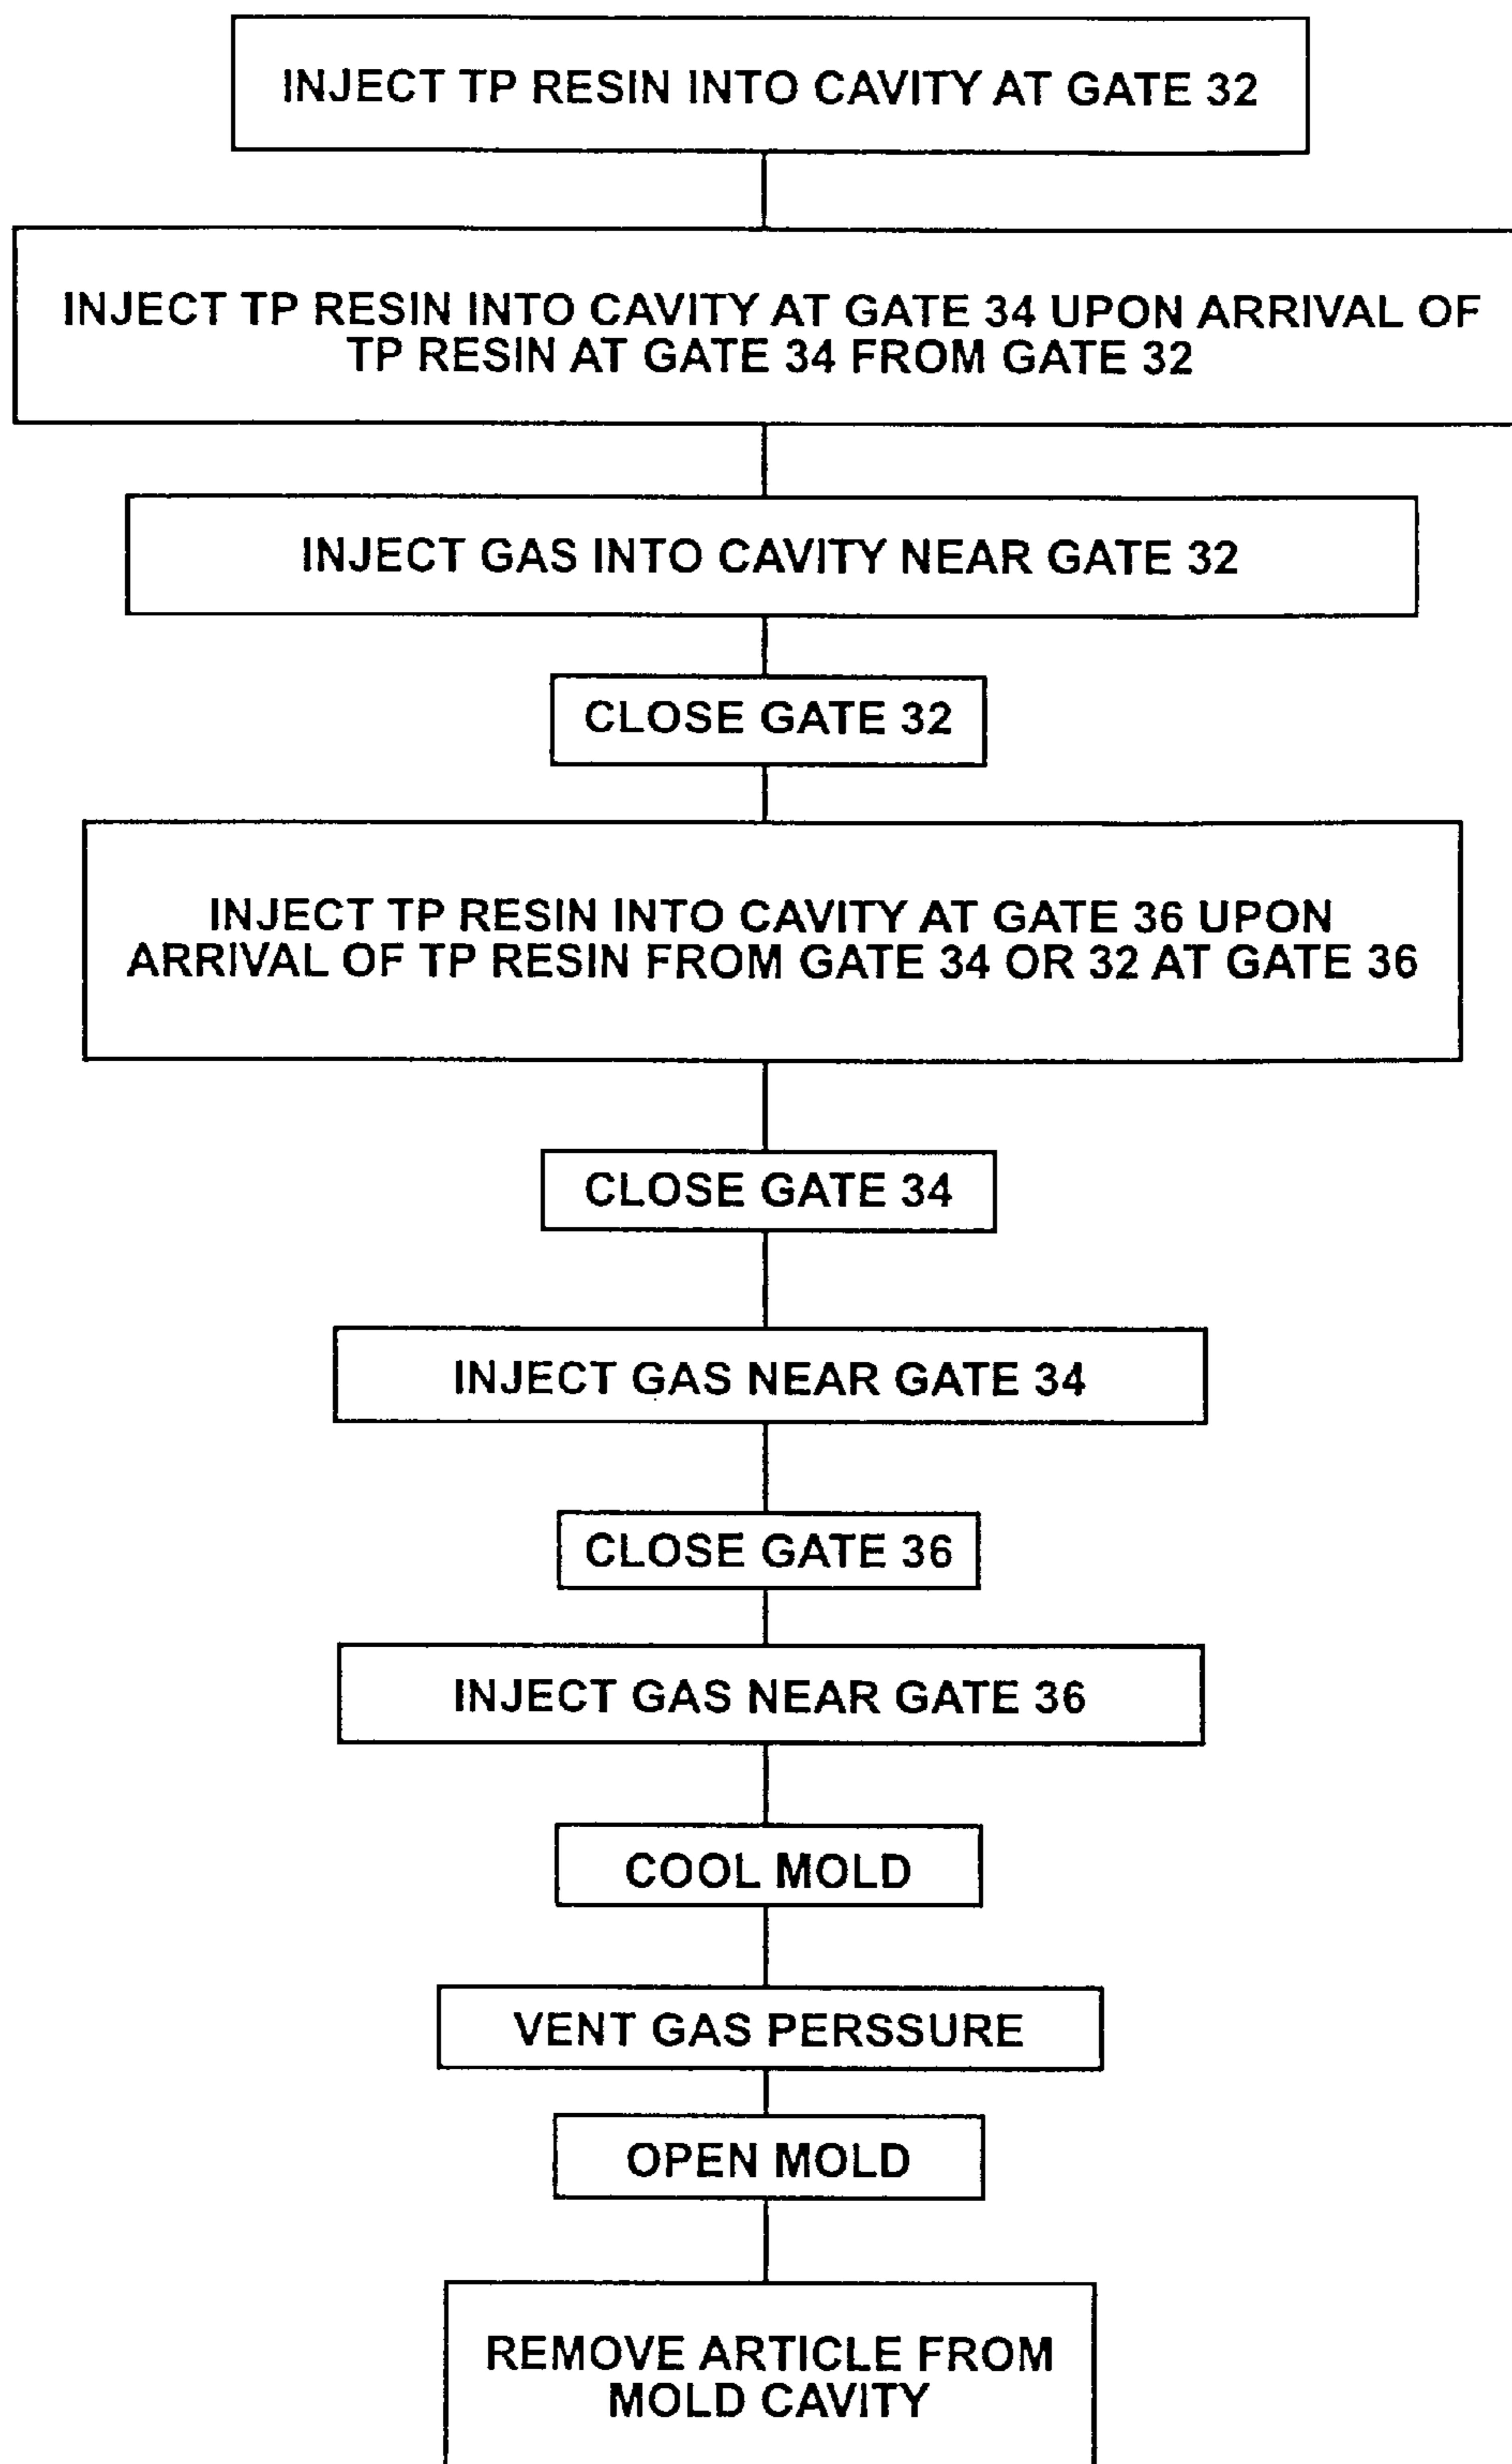 INJECT TP RESIN INTO CAVITY AT GATE 32
INJECT TP RESIN INTO CAVITY AT GATE 34 UPON ARRIVAL OF
TP RESIN AT GATE 34 FROM GATE 32
INJECT GAS INTO CAVITY NEAR GATE 32
CLOSE GATE 32
INJECT TP RESIN INTO CAVITY AT GATE 36 UPON
ARRIVAL OF TP RESIN FROM GATE 34 OR 32 AT GATE 36
CLOSE GATE 34
INJECT GAS NEAR GATE 34
CLOSE GATE 36
INJECT GAS NEAR GATE 36
COOL MOLD
VENT GAS PERSSURE
OPEN MOLD
REMOVE ARTICLE FROM
MOLD CAVITY